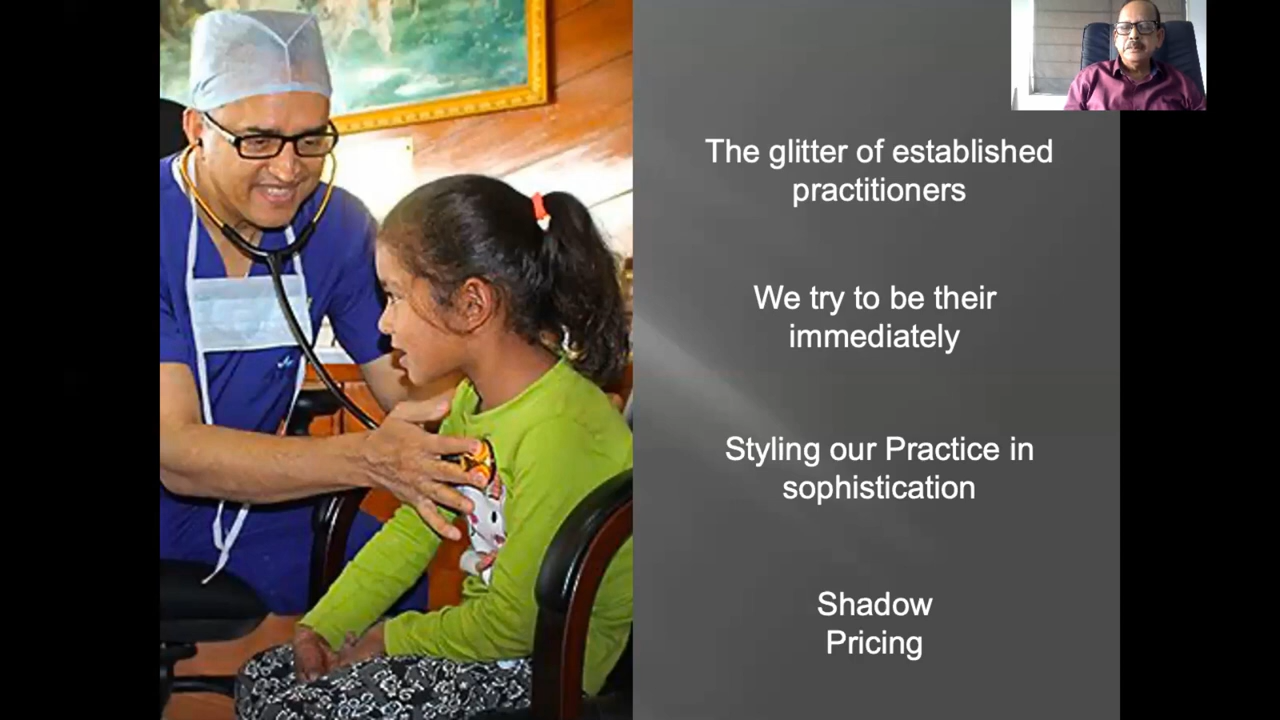 The glitter of established
practitioners
We try to be their
immediately
Styling our Practice in
sophistication
Shadow
Pricing